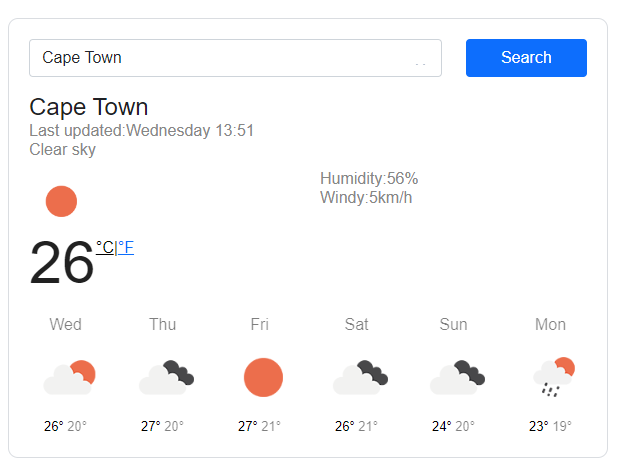 Cape Town
Search
Cape Town
Last updated:Wednesday 13:51
Clear sky
Humidity:56%
Windy:5km/h
26°C|°F
Wed Thu Fri Sat Sun Mon
26° 20° 27° 20° 27° 21° 26° 21° 24° 20° 23° 19°